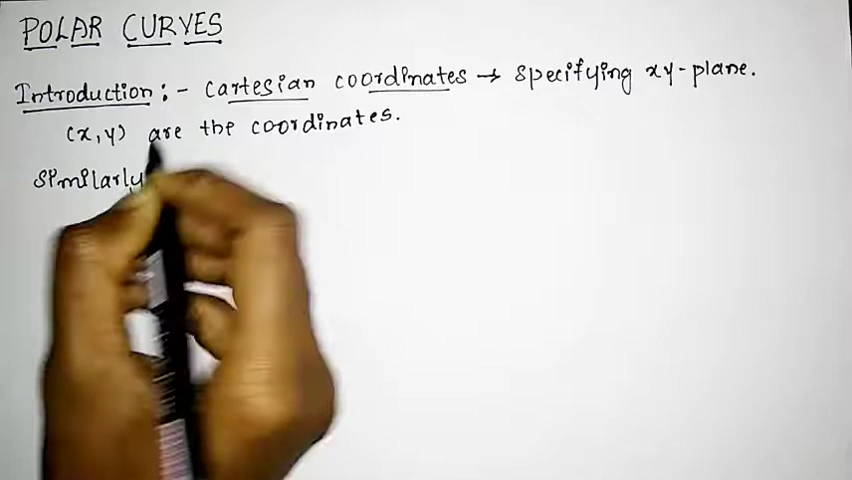 POLAR CURVES
Introduction :- Cartesian coordinates → specifying xy-plane.
(x,y) are the coordinates.
Similarly